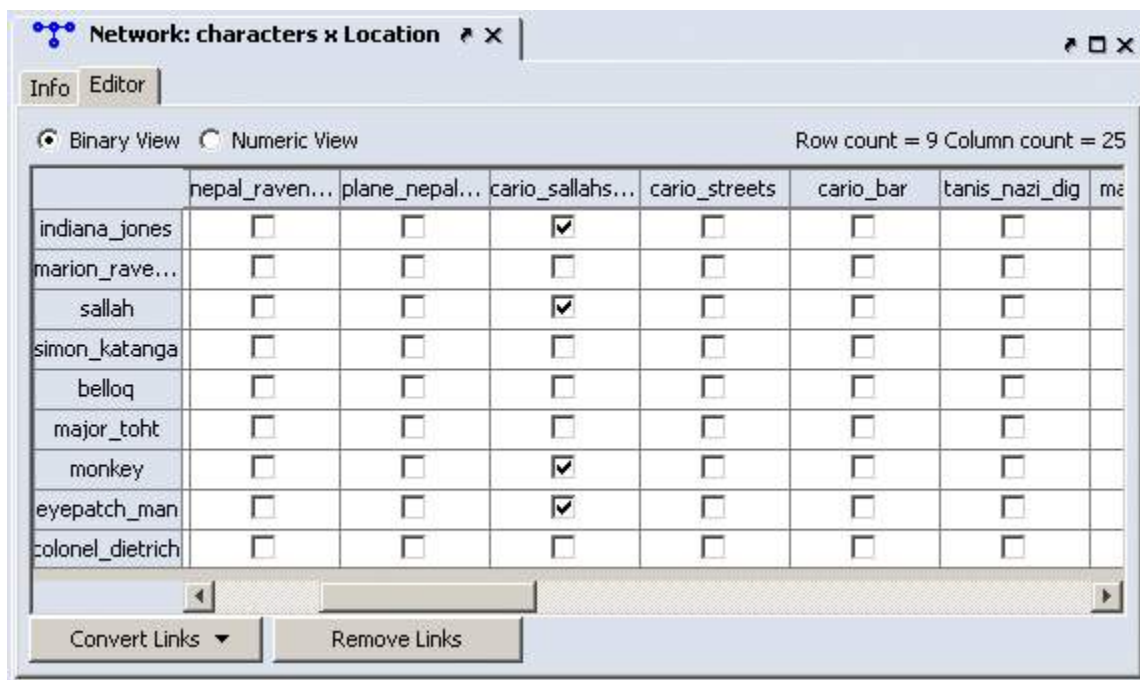 Network: characters x Location
Info Editor
Binary View Numeric View Row count = 9 Column count = 25
nepal_raven... plane_nepal... cario_sallahs... cario_streets cario_bar tanis_nazi_dig ma
indiana_jones
marion_rave...
sallah
simon_katanga
belloq
major_toht
monkey
eyepatch_man
colonel_dietrich
Convert Links Remove Links